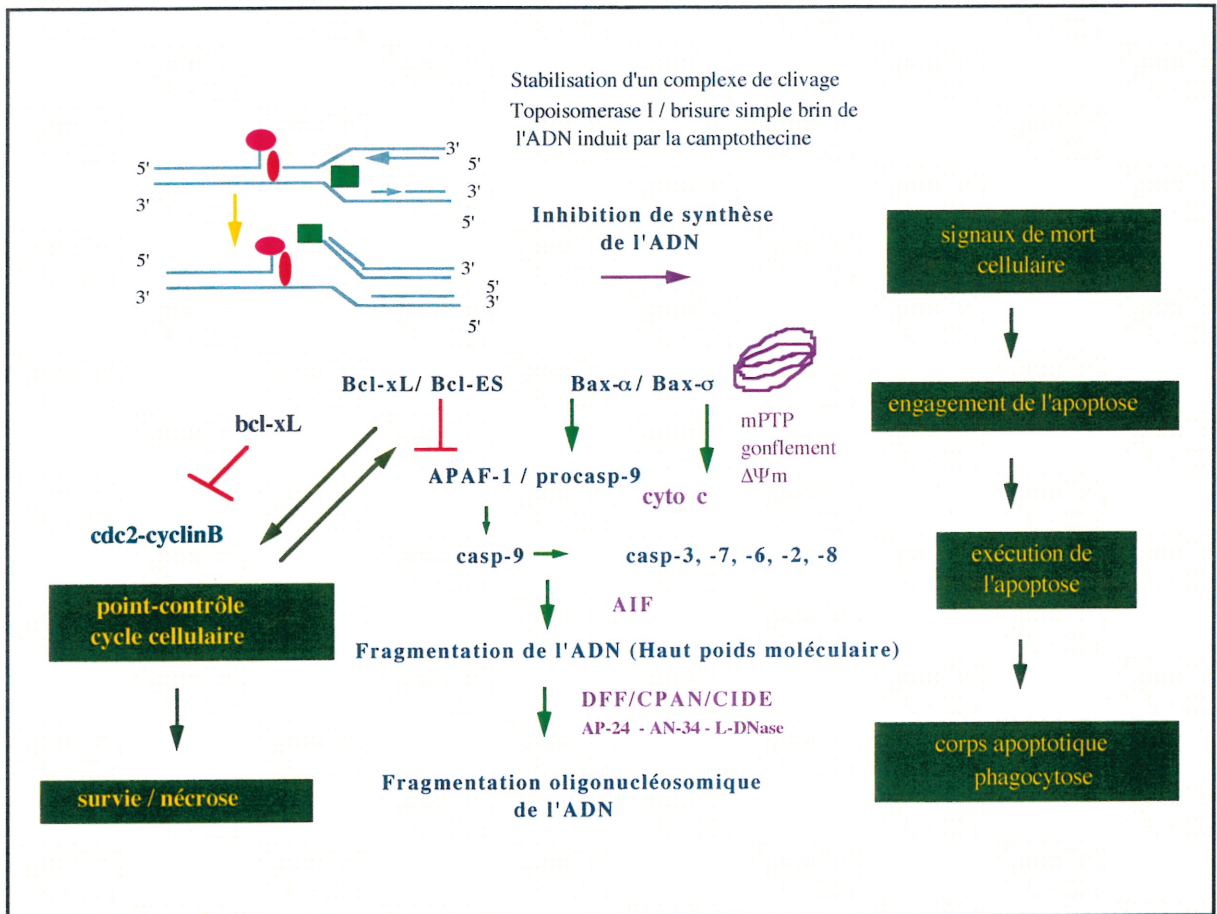 Stabilisation d'un complexe de clivage
Topoisomerase I / brisure simple brin de
l'ADN induit par la camptothecine
5'
3'
3'
5'
3'
5'
5'
3'
3'
5'
3'
5'
Inhibition de synthèse
de l'ADN
signaux de mort
cellulaire
Bcl-xL/ Bcl-ES
Bax-α / Bax-σ
bcl-xL
mPTP
gonflement
ΔΨm
engagement de l'apoptose
APAF-1 / procasp-9
cyto c
cdc2-cyclinB
casp-9
casp-3, -7, -6, -2, -8
exécution de
l'apoptose
point-contrôle
cycle cellulaire
AIF
Fragmentation de l'ADN (Haut poids moléculaire)
DFF/CPAN/CIDE
AP-24 - AN-34 - L-DNase
corps apoptotique
phagocytose
survie / nécrose
Fragmentation oligonucléosomique
de l'ADN